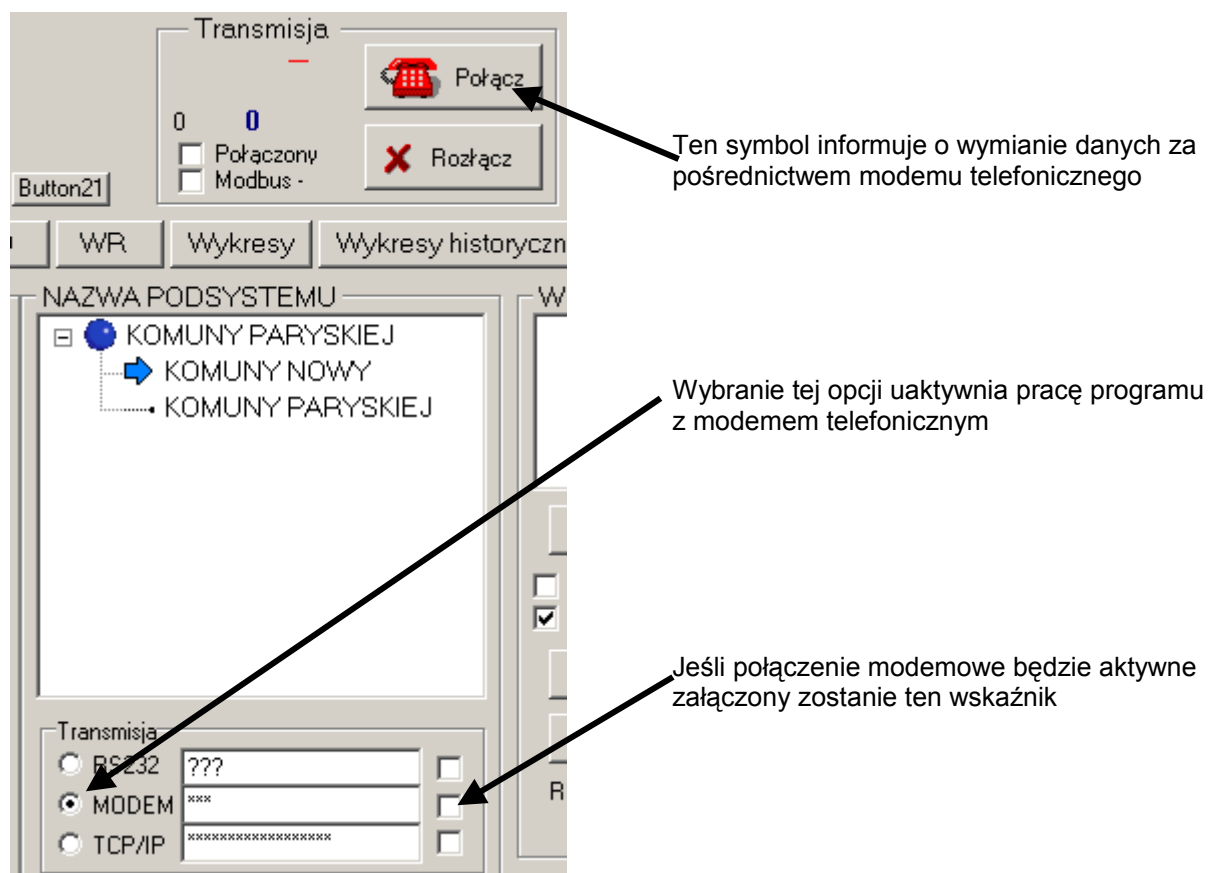 Transmisja
Połącz
0 0
Połączony
Modbus -
Rozłącz
Button21
Ten symbol informuje o wymianie danych za
pośrednictwem modemu telefonicznego
WR
Wykresy
Wykresy historyczn
NAZWA PODSYSTEMU
W
KOMUNY PARYSKIEJ
KOMUNY NOWY
KOMUNY PARYSKIEJ
Wybranie tej opcji uaktywnia pracę programu
z modemem telefonicznym
Jeśli połączenie modemowe będzie aktywne
załączony zostanie ten wskaźnik
Transmisja
RS232 ???
MODEM ***
R
TCP/IP ******************